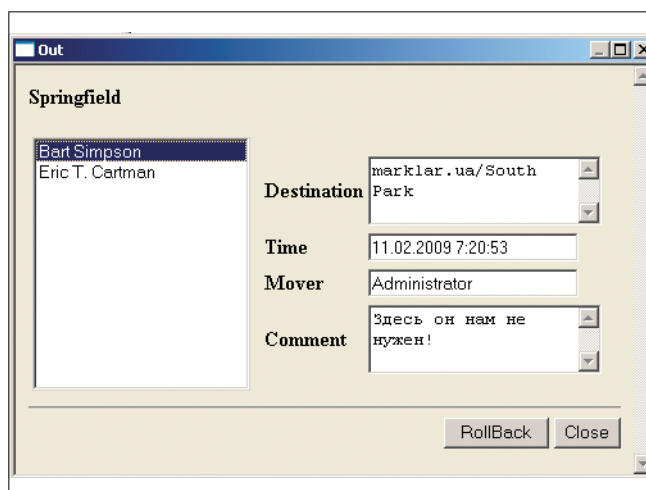 Out
Springfield
Bart Simpson
Eric T. Cartman
Destination
marklar.ua/South
Park
Time
11.02.2009 7:20:53
Mover
Administrator
Comment
Здесь он нам не
нужен!
RollBack
Close